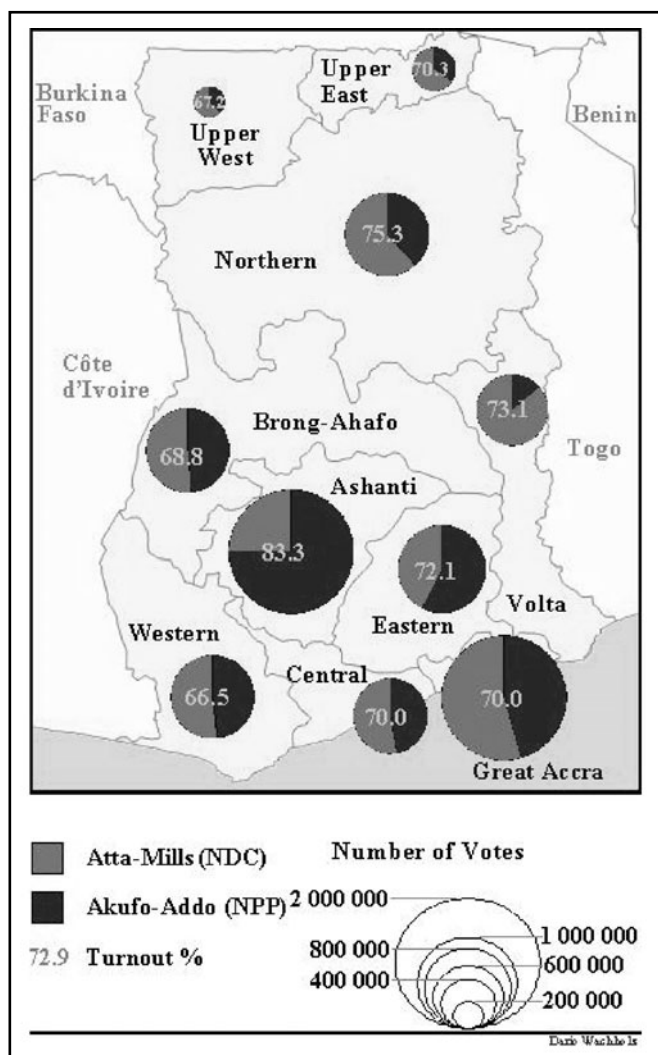 Burkina
Faso
67.2
Upper
West
Upper
East
70.3
Benin
Northern
75.3
Côte
d'Ivoire
73.1
Brong-Ahafo
68.8
Togo
Ashanti
83.3
72.1
Eastern
Volta
Western
66.5
Central
70.0
70.0
Great Accra
Atta-Mills (NDC)
Akufo-Addo (NPP)
72.9 Turnout %
Number of Votes
2 000 000
1 000 000
800 000
600 000
400 000
200 000
Dario Wachholz